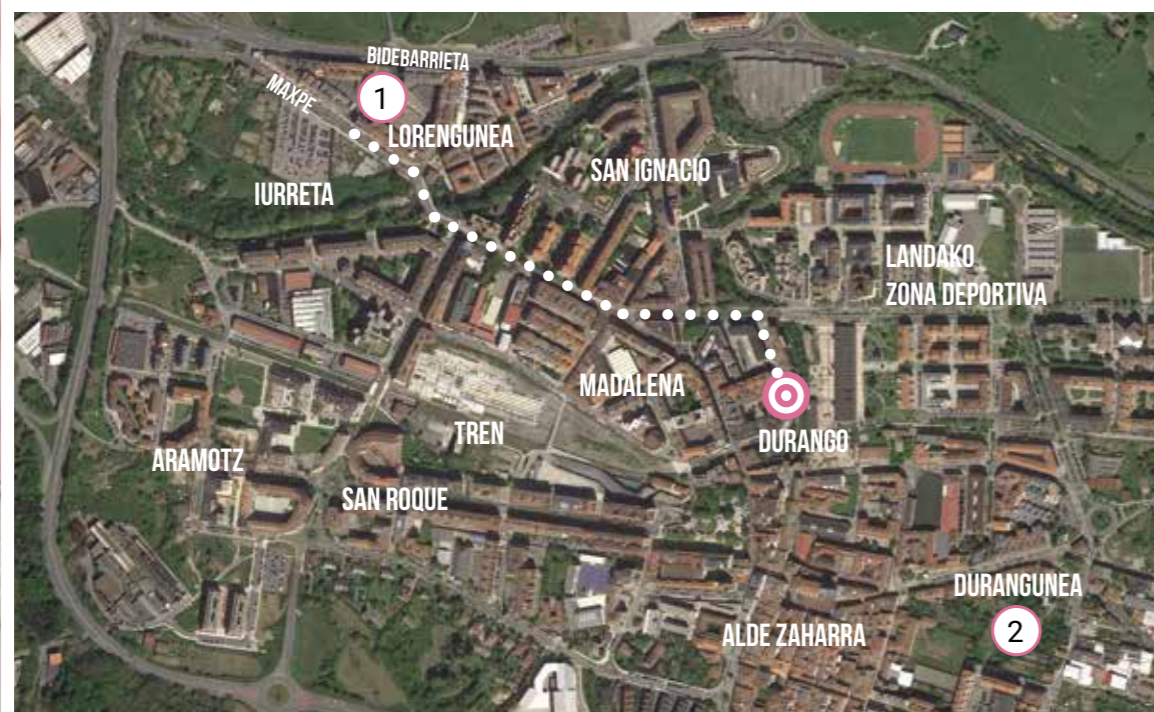 BIDEBARRIETA
MAXPE
1
LORENGUNEA
SAN IGNACIO
IURRETA
LANDAKO
ZONA DEPORTIVA
MADALENA
TREN
DURANGO
ARAMOTZ
SAN ROQUE
DURANGUNEA
2
ALDE ZAHARRA